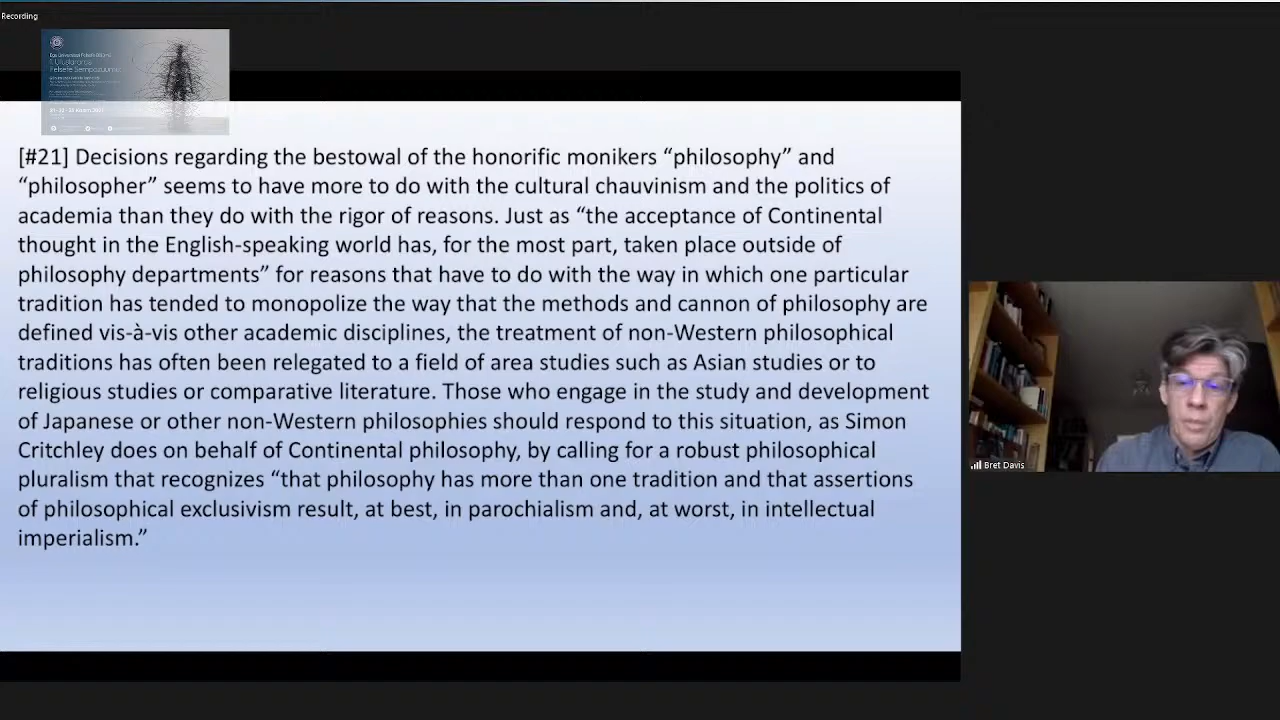 Recording
Felsefe Sempozyumu
[#21] Decisions regarding the bestowal of the honorific monikers “philosophy” and
“philosopher” seems to have more to do with the cultural chauvinism and the politics of
academia than they do with the rigor of reasons. Just as “the acceptance of Continental
thought in the English-speaking world has, for the most part, taken place outside of
philosophy departments” for reasons that have to do with the way in which one particular
tradition has tended to monopolize the way that the methods and cannon of philosophy are
defined vis-à-vis other academic disciplines, the treatment of non-Western philosophical
traditions has often been relegated to a field of area studies such as Asian studies or to
religious studies or comparative literature. Those who engage in the study and development
of Japanese or other non-Western philosophies should respond to this situation, as Simon
Critchley does on behalf of Continental philosophy, by calling for a robust philosophical
pluralism that recognizes “that philosophy has more than one tradition and that assertions
of philosophical exclusivism result, at best, in parochialism and, at worst, in intellectual
imperialism.”
Bret Davis